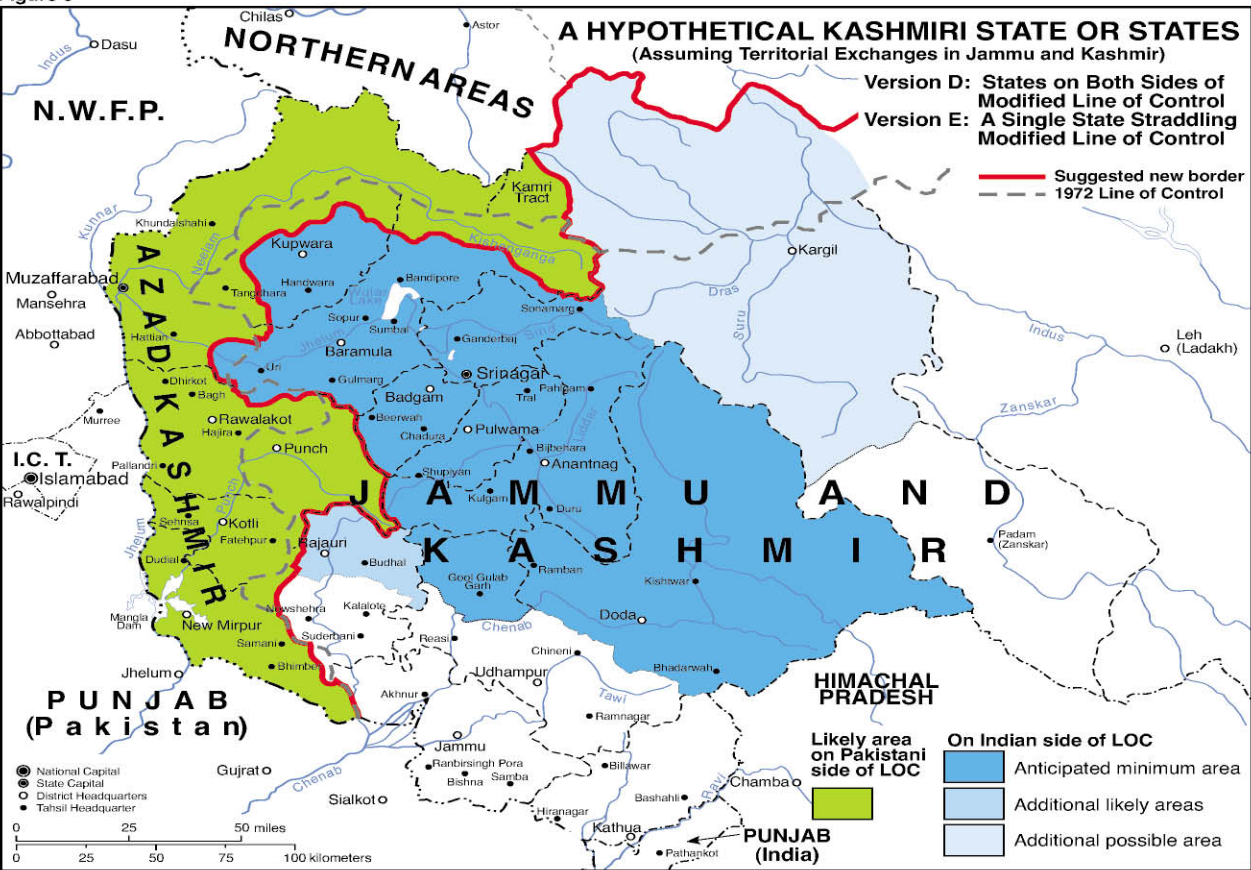 A HYPOTHETICAL KASHMIRI STATE OR STATES
(Assuming Territorial Exchanges in Jammu and Kashmir)
Version D: States on Both Sides of
Modified Line of Control
Version E: A Single State Straddling
Modified Line of Control
Suggested new border
1972 Line of Control
Chilas
Astor
Dasu
Indus
NORTHERN AREAS
N.W.F.P.
Kamri
Tract
Kunnar
Khundalshahi
Neelam
Kishenganga
Kupwara
Kargil
Muzaffarabad
Mansehra
Handwara
Bandipore
Tangdhara
Wular
Lake
Dras
Suru
Sonamarg
Abbottabad
Hattian
Sopur
Sumbal
Sind
Ganderbaj
Indus
Jhelum
Baramula
Leh
(Ladakh)
Uri
Gulmarg
Srinagar
Dhirkot
Bagh
Badgam
Tral
Pahlgam
Zanskar
Murree
Rawalakot
Hajira
Beerwah
Chadura
Pulwama
Lidder
Punch
Bijbehara
I.C.T.
Islamabad
Rawalpindi
Pallandri
Shupiyan
Anantnag
AZAD KASHMIR
JAMMU AND
KASHMIR
Punch
Kulgam
Duru
Sehnsa
Kotli
Jhelum
Fatehpur
Rajauri
Padam
(Zanskar)
Dudial
Budhal
Ramban
Gool Gulab
Garh
Kishtwar
Mangla
Dam
New Mirpur
Nowshehra
Kalalote
Doda
Suderbani
Chenab
Samani
Reasi
Chineni
Jhelum
Bhimber
Bhadarwah
Udhampur
PUNJAB
(Pakistan)
Akhnur
Tawi
HIMACHAL
PRADESH
Ramnagar
Jammu
Likely area
on Pakistani
side of LOC
On Indian side of LOC
Anticipated minimum area
Additional likely areas
Additional possible area
National Capital
State Capital
District Headquarters
Tahsil Headquarter
Gujrat
Chenab
Ranbirsingh Pora
Bishna
Samba
Billawar
Chamba
Sialkot
Bashahli
Ravi
Hiranagar
Kathua
PUNJAB
(India)
Pathankot
0 25 50 miles
0 25 50 75 100 kilometers